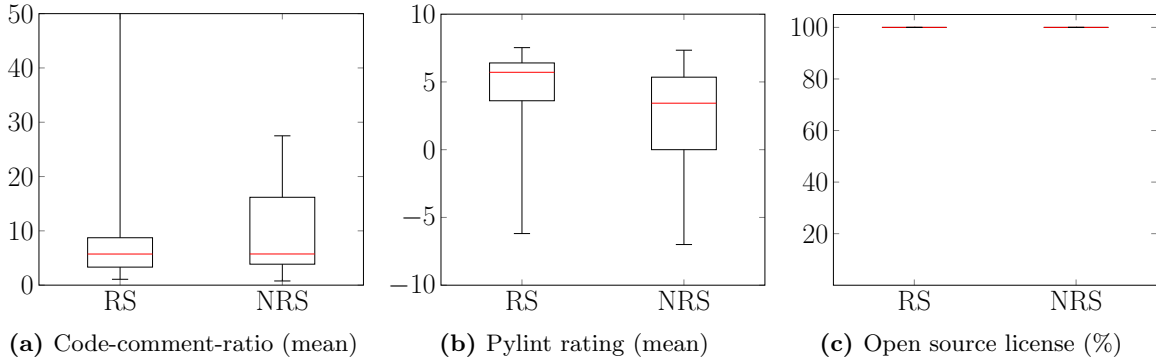 50
40
30
20
10
0
RS
NRS
(a) Code-comment-ratio (mean)
10
5
0
−5
−10
RS
NRS
(b) Pylint rating (mean)
100
80
60
40
20
RS
NRS
(c) Open source license (%)